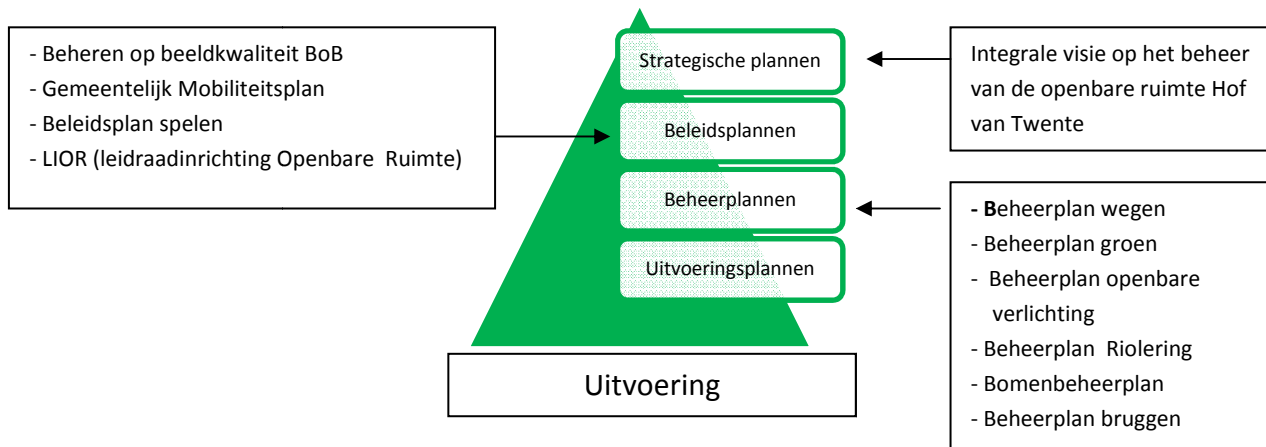 - Beheren op beeldkwaliteit BoB
- Gemeentelijk Mobiliteitsplan
- Beleidsplan spelen
- LIOR (leidraadinrichting Openbare  Ruimte)
Strategische plannen
Beleidsplannen
Beheerplannen
Uitvoeringsplannen
Uitvoering
Integrale visie op het beheer
van de openbare ruimte Hof
van Twente
- Beheerplan wegen
- Beheerplan groen
-  Beheerplan openbare
verlichting
- Beheerplan  Riolering
- Bomenbeheerplan
- Beheerplan bruggen